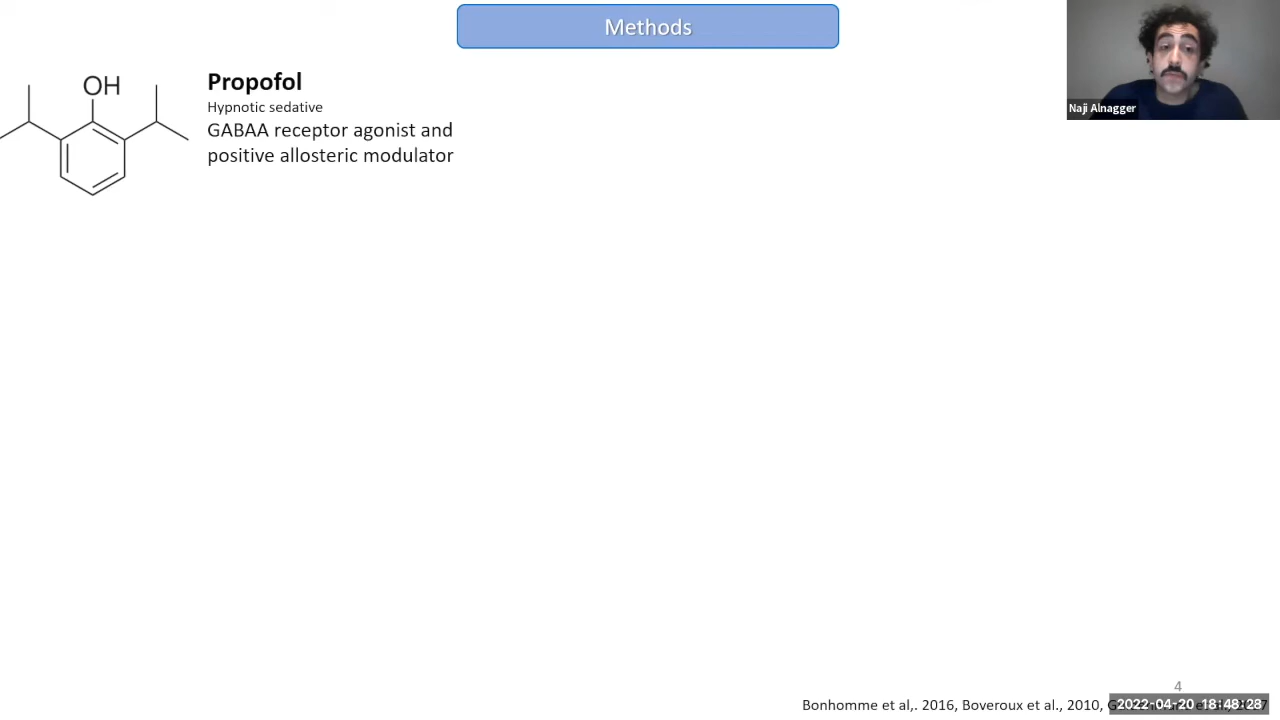 Methods
OH
Propofol
Hypnotic sedative
GABAA receptor agonist and
positive allosteric modulator
Naji Alnagger
4
Bonhomme et al,. 2016, Boveroux et al., 2010,
2022-04-20 18:48:28